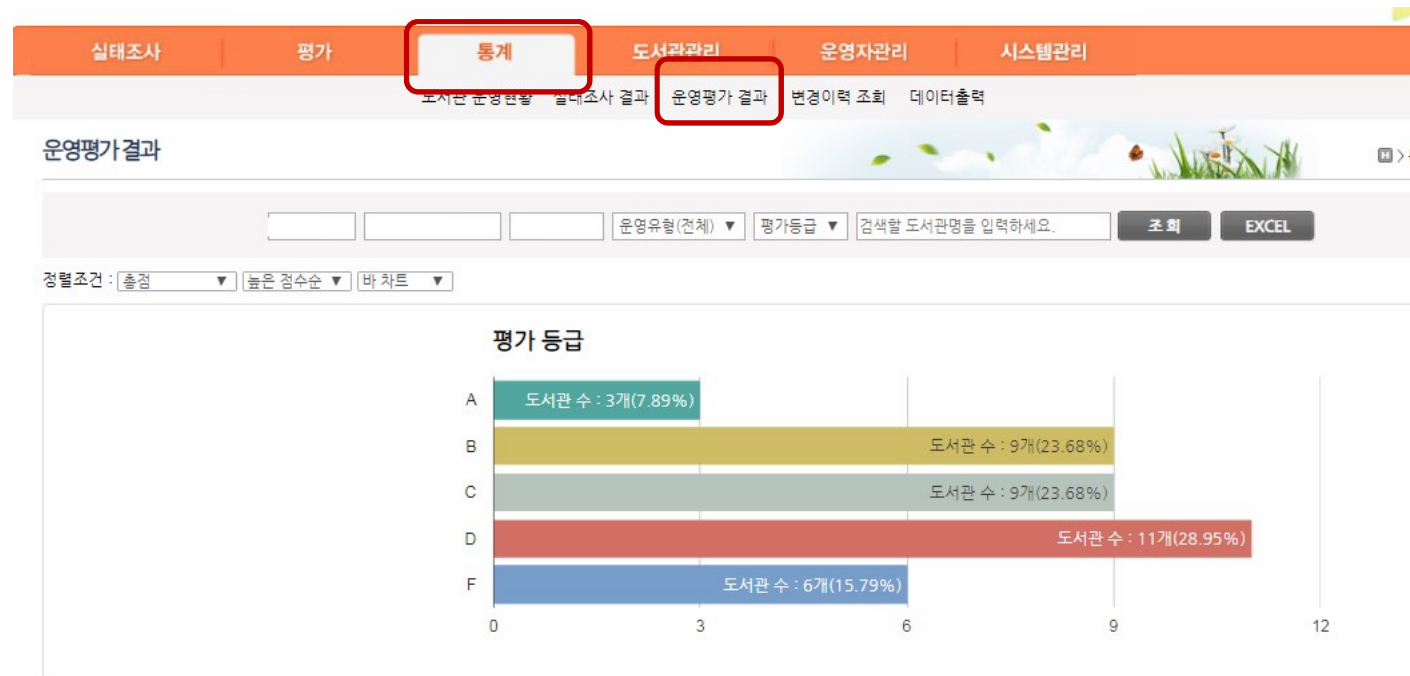 실태조사 평가 통계 도서관관리 운영자관리 시스템관리
도서관 운영현황 실태조사 결과 운영평가 결과 변경이력 조회 데이터출력
운영평가 결과
H >
운영유형(전체) ▼ 평가등급 ▼ 검색할 도서관명을 입력하세요. 조회 EXCEL
정렬조건 : 총점 ▼ 높은 점수순 ▼ 바 차트 ▼
평가 등급
A 도서관 수 : 3개(7.89%)
B 도서관 수 : 9개(23.68%)
C 도서관 수 : 9개(23.68%)
D 도서관 수 : 11개(28.95%)
F 도서관 수 : 6개(15.79%)
0 3 6 9 12